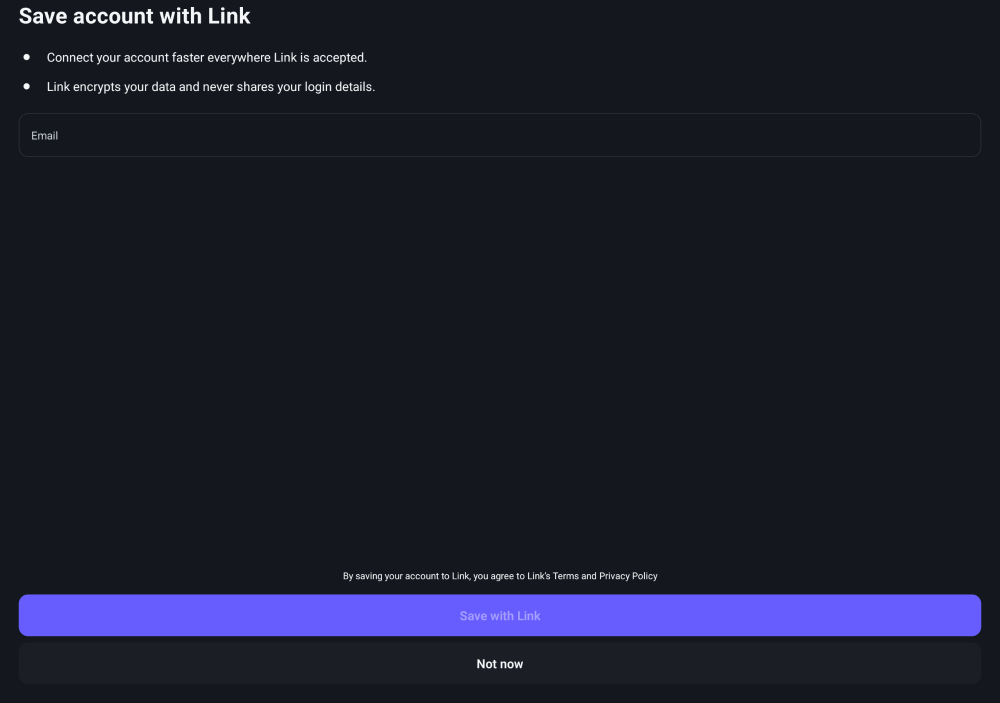 Save account with Link
Connect your account faster everywhere Link is accepted.
Link encrypts your data and never shares your login details.
Email
By saving your account to Link, you agree to Link's Terms and Privacy Policy
Save with Link
Not now